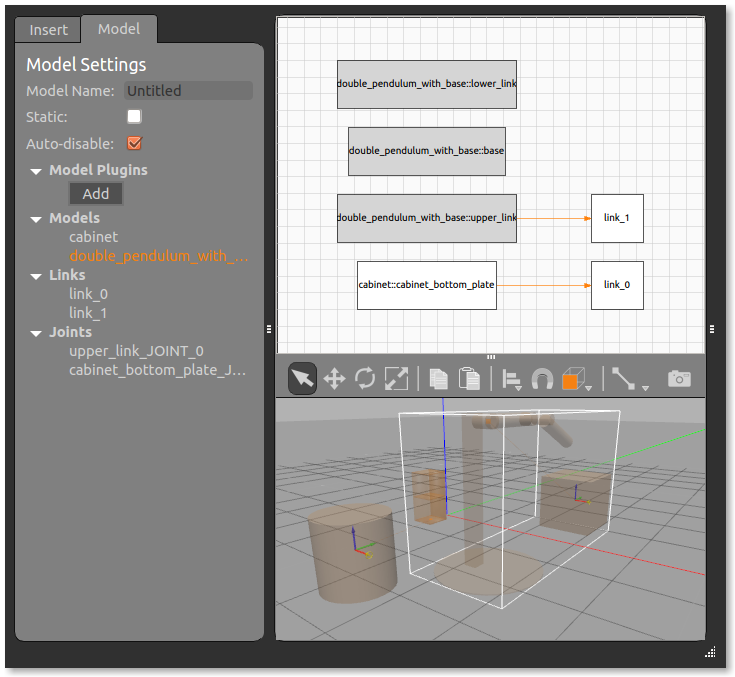 Insert
Model
Model Settings
Model Name: Untitled
Static:
Auto-disable:
Model Plugins
Add
Models
cabinet
double_pendulum_with_...
Links
link_0
link_1
Joints
upper_link_JOINT_0
cabinet_bottom_plate_J...
double_pendulum_with_base::lower_link
double_pendulum_with_base::base
double_pendulum_with_base::upper_link
link_1
cabinet::cabinet_bottom_plate
link_0